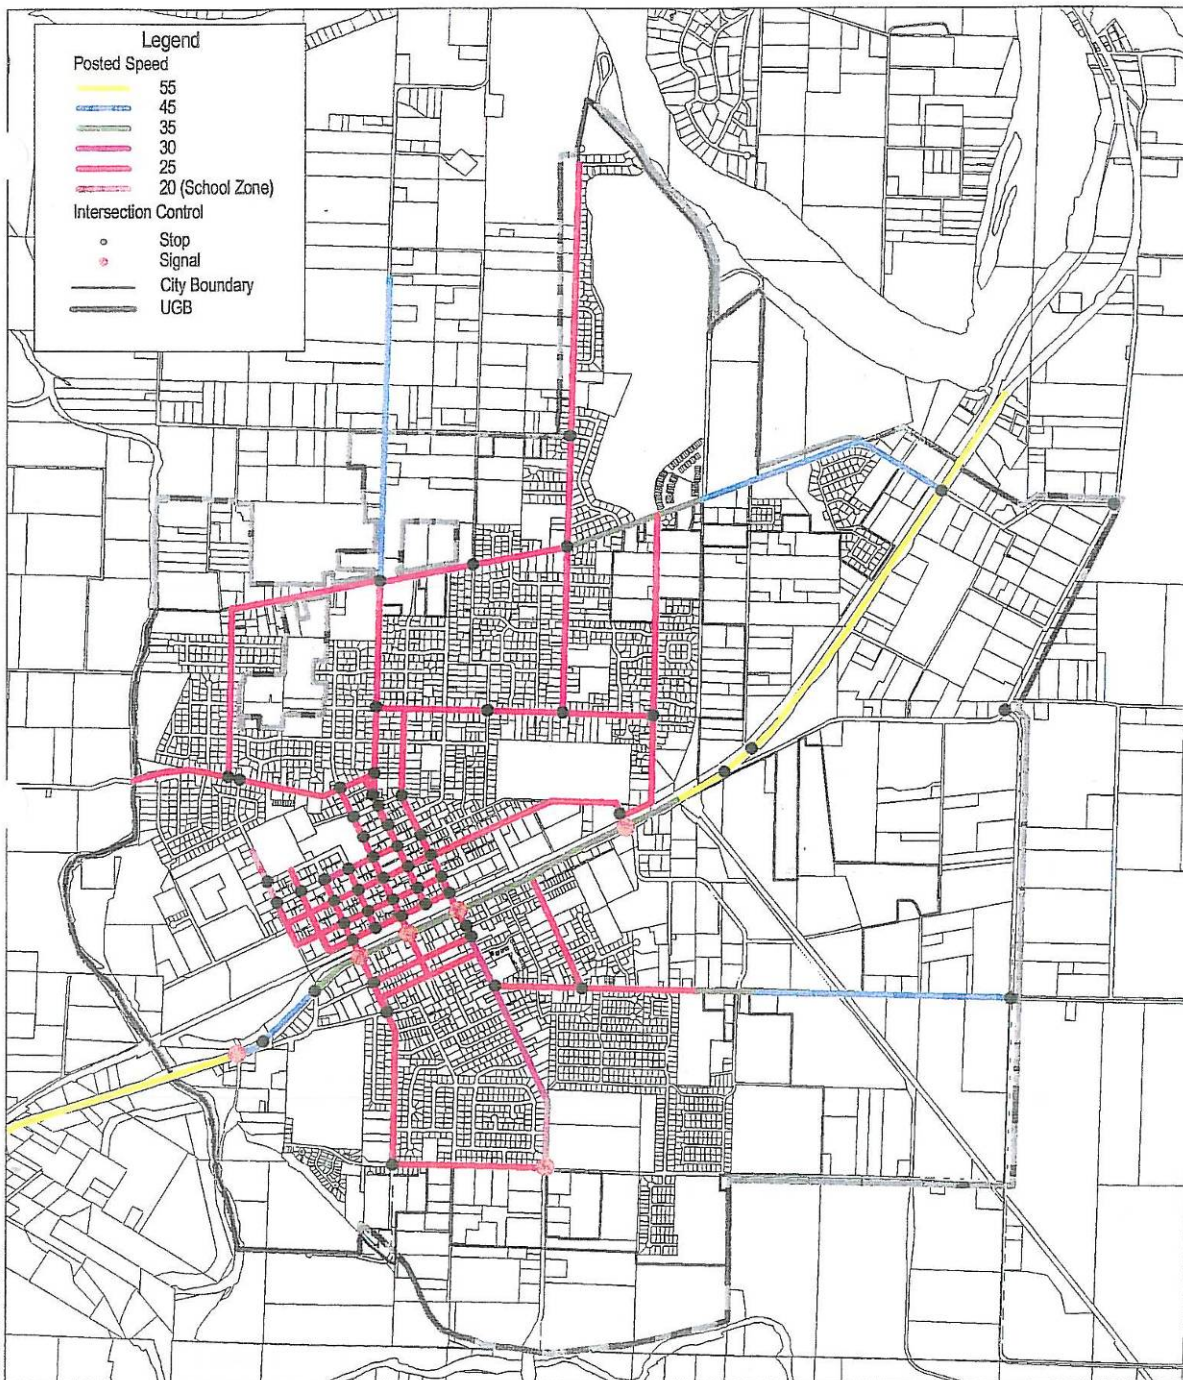 Legend
Posted Speed
55
45
35
30
25
20 (School Zone)
Intersection Control
Stop
Signal
City Boundary
UGB